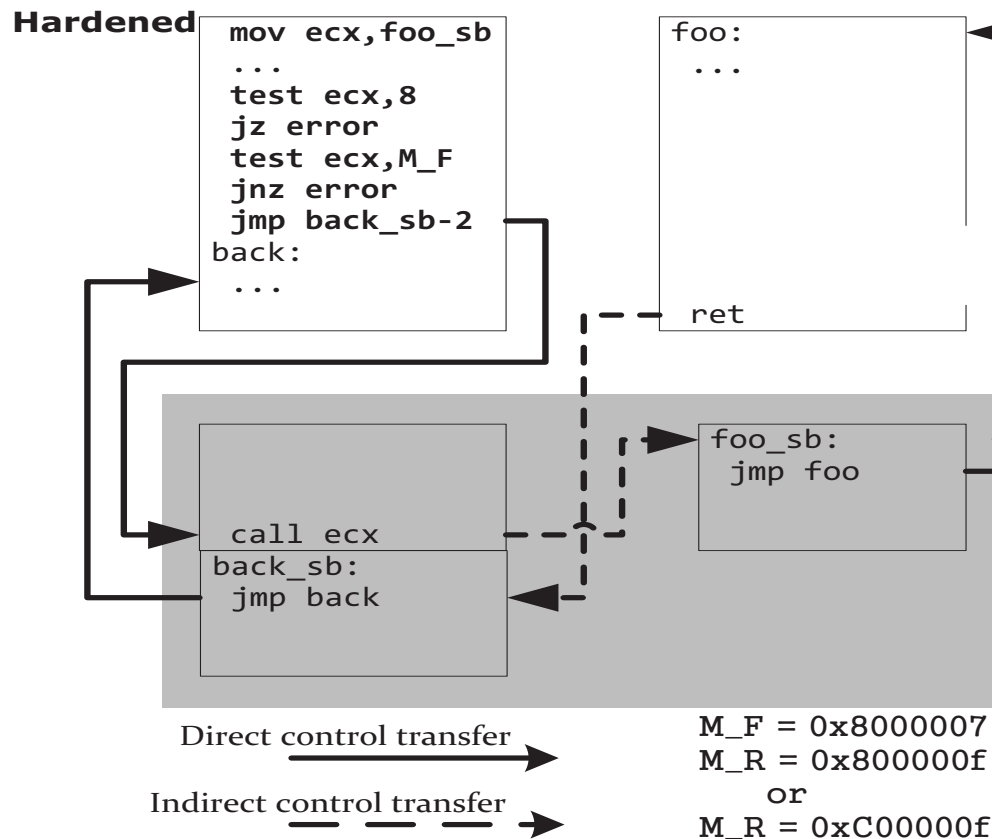 Hardened
mov ecx,foo_sb
...
test ecx,8
jz error
test ecx,M_F
jnz error
jmp back_sb-2
back:
...
foo:
...
ret
call ecx
back_sb:
jmp back
foo_sb:
jmp foo
Direct control transfer
Indirect control transfer
M_F = 0x8000007
M_R = 0x800000f
or
M_R = 0xC00000f